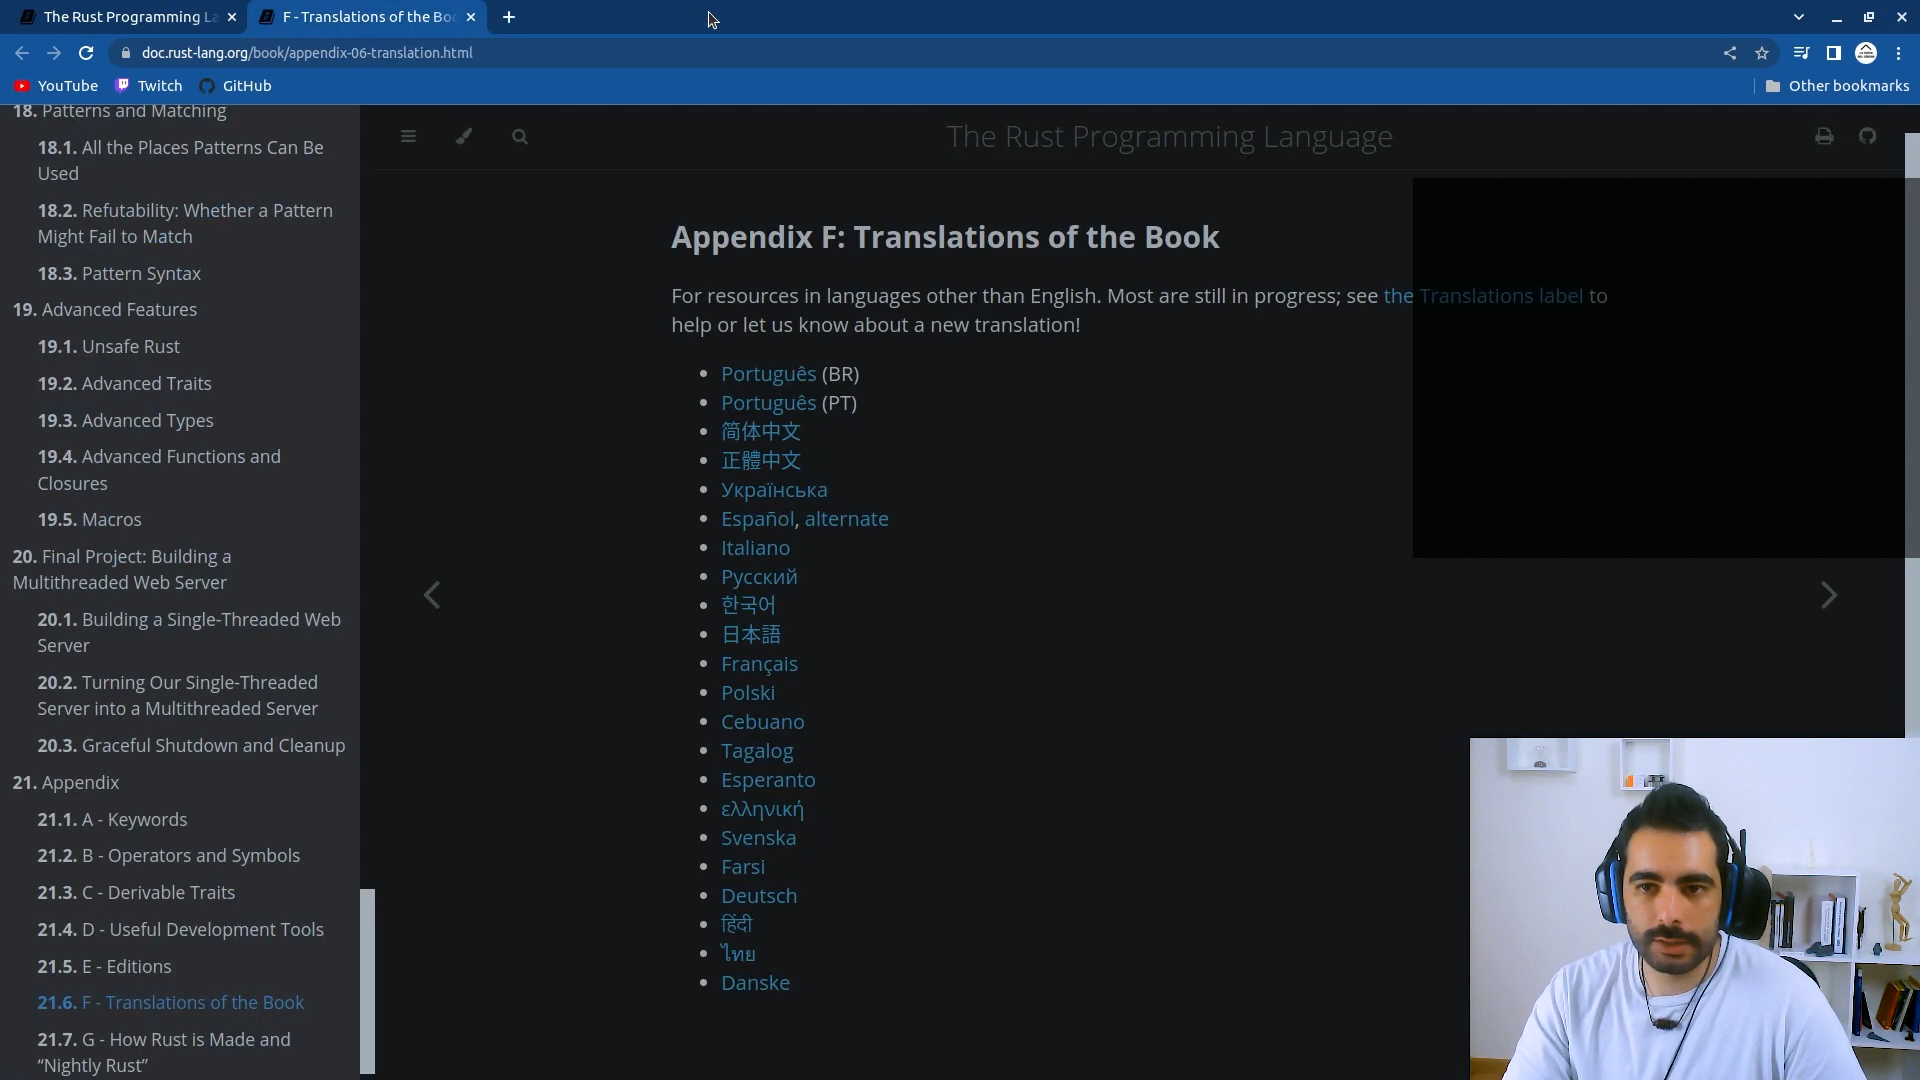 The Rust Programming La
F - Translations of the Bo
doc.rust-lang.org/book/appendix-06-translation.html
YouTube
Twitch
GitHub
Other bookmarks
18. Patterns and Matching
18.1. All the Places Patterns Can Be
Used
18.2. Refutability: Whether a Pattern
Might Fail to Match
18.3. Pattern Syntax
19. Advanced Features
19.1. Unsafe Rust
19.2. Advanced Traits
19.3. Advanced Types
19.4. Advanced Functions and
Closures
19.5. Macros
20. Final Project: Building a
Multithreaded Web Server
20.1. Building a Single-Threaded Web
Server
20.2. Turning Our Single-Threaded
Server into a Multithreaded Server
20.3. Graceful Shutdown and Cleanup
21. Appendix
21.1. A - Keywords
21.2. B - Operators and Symbols
21.3. C - Derivable Traits
21.4. D - Useful Development Tools
21.5. E - Editions
21.6. F - Translations of the Book
21.7. G - How Rust is Made and
“Nightly Rust”
The Rust Programming Language
Appendix F: Translations of the Book
For resources in languages other than English. Most are still in progress; see the Translations label to
help or let us know about a new translation!
Português (BR)
Português (PT)
简体中文
正體中文
Українська
Español, alternate
Italiano
Русский
한국어
日本語
Français
Polski
Cebuano
Tagalog
Esperanto
ελληνική
Svenska
Farsi
Deutsch
हिंदी
ไทย
Danske